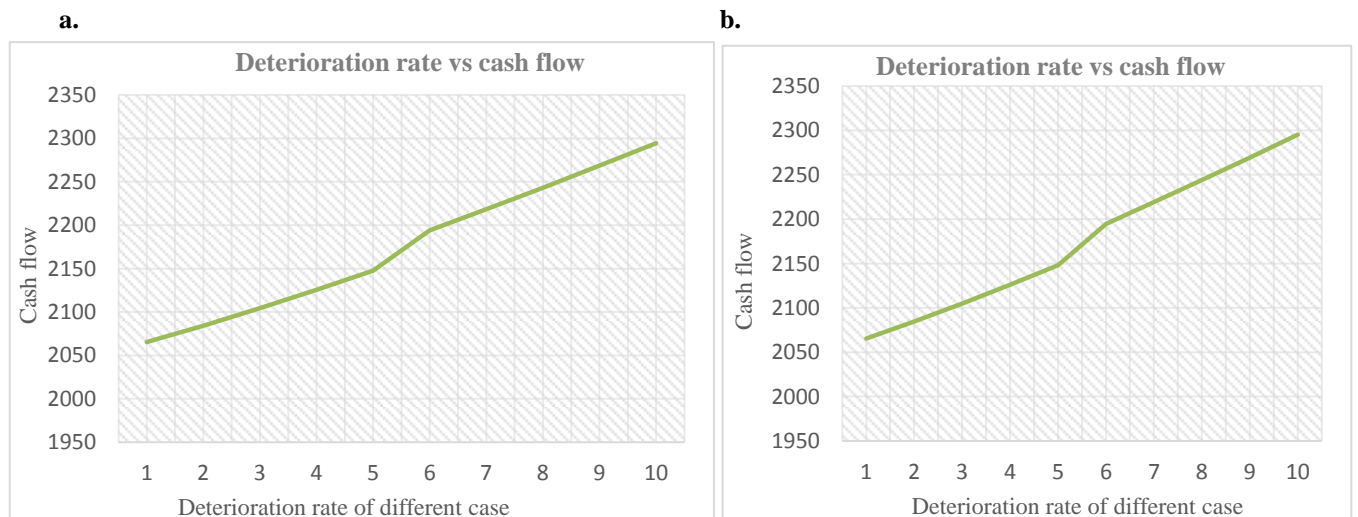 a.
Deterioration rate vs cash flow
2350
2300
2250
2200
2150
2100
2050
2000
1950
Cash flow
1 2 3 4 5 6 7 8 9 10
Deterioration rate of different case
b.
Deterioration rate vs cash flow
2350
2300
2250
2200
2150
2100
2050
2000
1950
Cash flow
1 2 3 4 5 6 7 8 9 10
Deterioration rate of different case